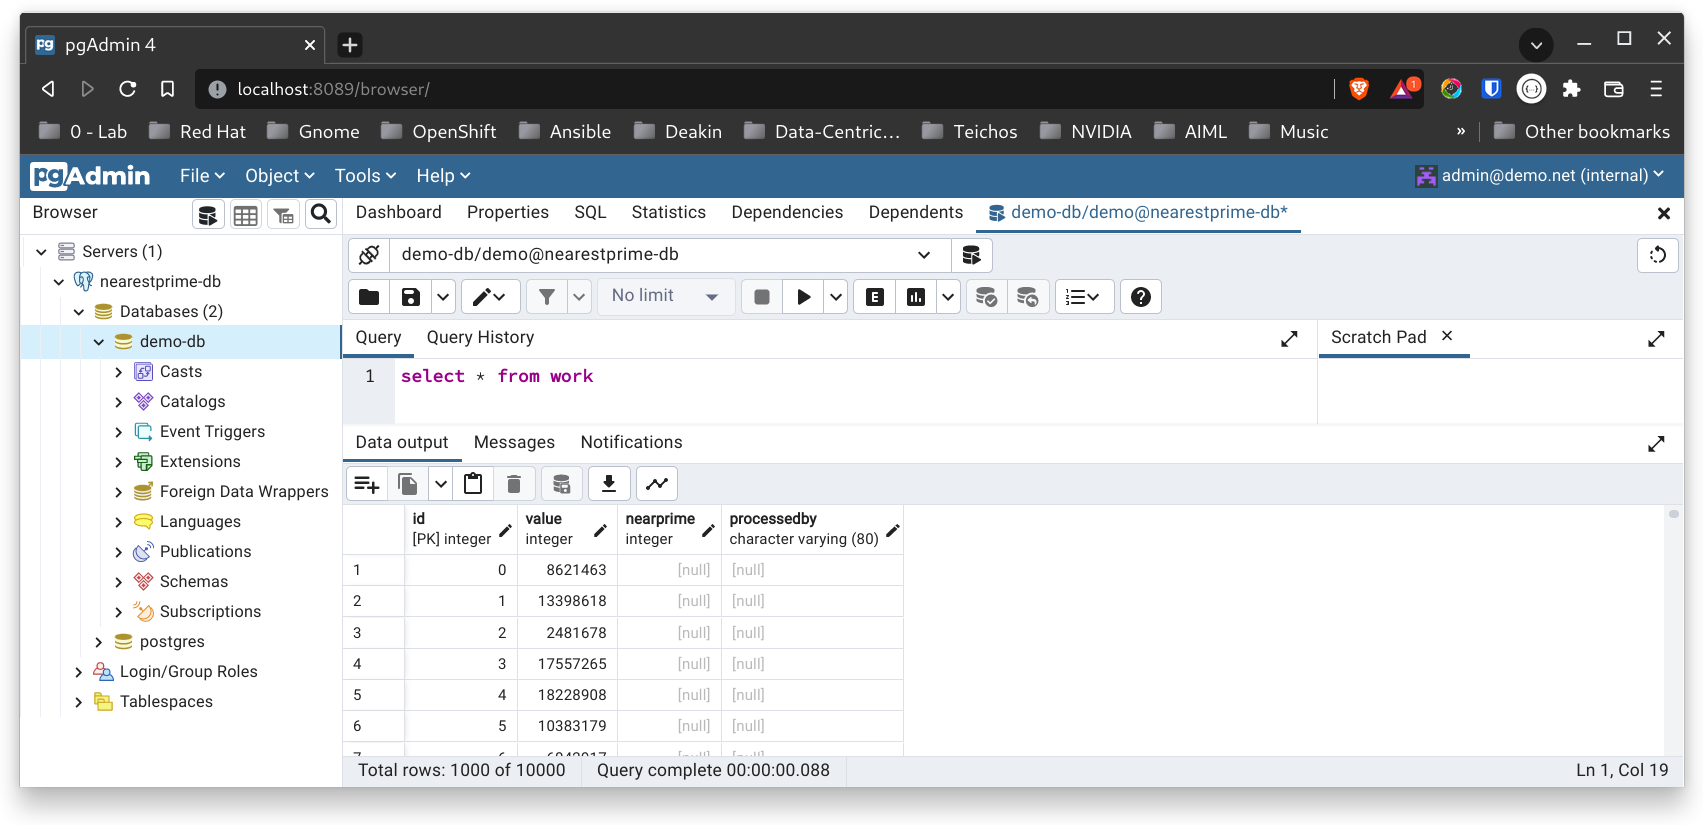 pgAdmin 4
localhost:8089/browser/
1
0 - Lab Red Hat Gnome OpenShift Ansible Deakin Data-Centric... Teichos NVIDIA AIML Music » Other bookmarks
pgAdmin File Object Tools Help admin@demo.net (internal)
Browser
Dashboard Properties SQL Statistics Dependencies Dependents demo-db/demo@nearestprime-db*
Servers (1)
nearestprime-db
Databases (2)
demo-db
Casts
Catalogs
Event Triggers
Extensions
Foreign Data Wrappers
Languages
Publications
Schemas
Subscriptions
postgres
Login/Group Roles
Tablespaces
demo-db/demo@nearestprime-db
No limit
E
Query Query History
Scratch Pad
1 select * from work
Data output Messages Notifications
id value nearprime processedby
[PK] integer integer integer character varying (80)
1 0 8621463 [null] [null]
2 1 13398618 [null] [null]
3 2 2481678 [null] [null]
4 3 17557265 [null] [null]
5 4 18228908 [null] [null]
6 5 10383179 [null] [null]
Total rows: 1000 of 10000 Query complete 00:00:00.088 Ln 1, Col 19